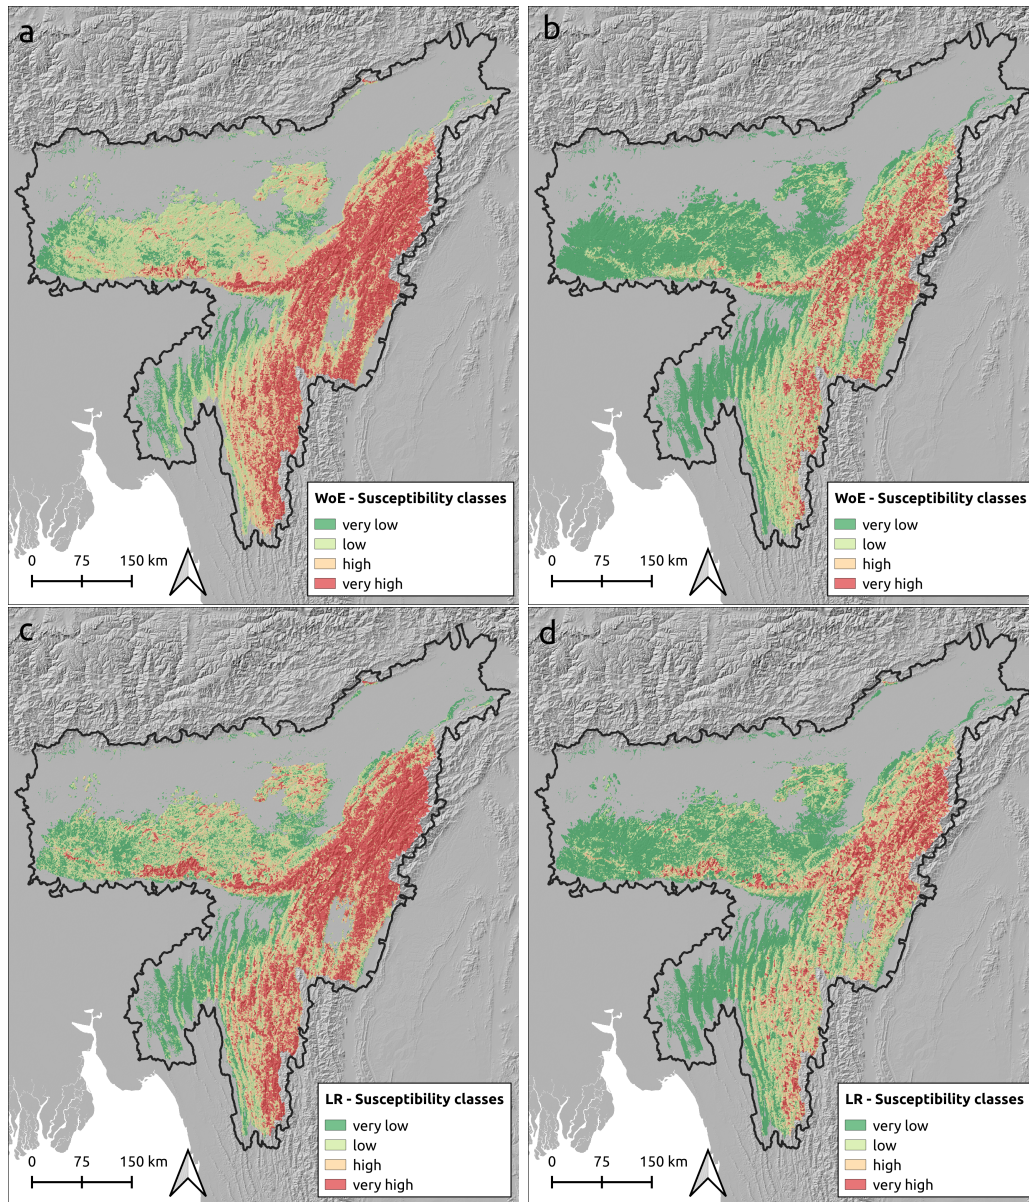 a
WoE - Susceptibility classes
very low
low
high
very high
0 75 150 km
b
WoE - Susceptibility classes
very low
low
high
very high
0 75 150 km
c
LR - Susceptibility classes
very low
low
high
very high
0 75 150 km
d
LR - Susceptibility classes
very low
low
high
very high
0 75 150 km